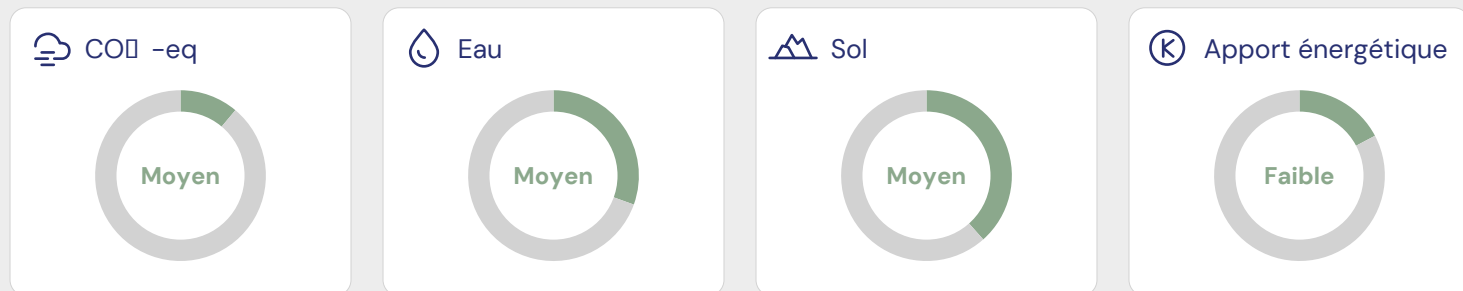 CO▯ -eq
Moyen
Eau
Moyen
Sol
Moyen
Apport énergétique
Faible